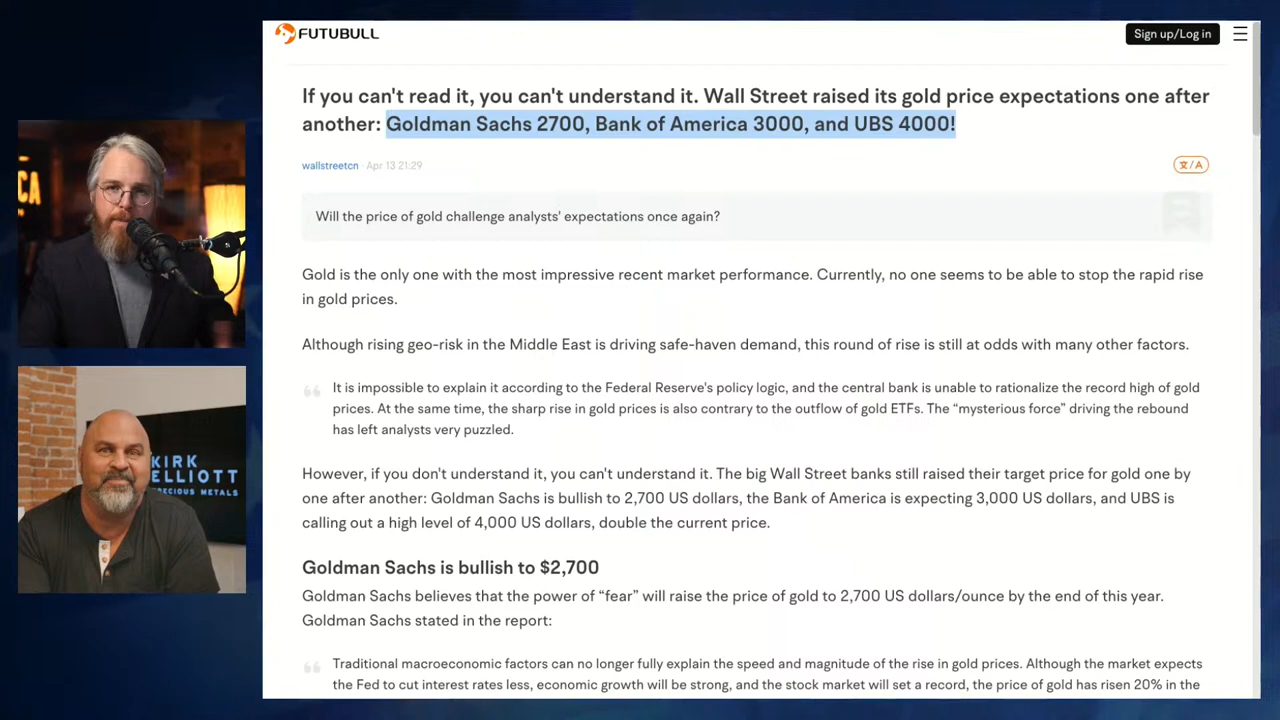 FUTUBULL
Sign up/Log in
If you can't read it, you can't understand it. Wall Street raised its gold price expectations one after
another: Goldman Sachs 2700, Bank of America 3000, and UBS 4000!
wallstreetcn · Apr 13 21:29
文/A
Will the price of gold challenge analysts' expectations once again?
Gold is the only one with the most impressive recent market performance. Currently, no one seems to be able to stop the rapid rise
in gold prices.
Although rising geo-risk in the Middle East is driving safe-haven demand, this round of rise is still at odds with many other factors.
It is impossible to explain it according to the Federal Reserve's policy logic, and the central bank is unable to rationalize the record high of gold
prices. At the same time, the sharp rise in gold prices is also contrary to the outflow of gold ETFs. The “mysterious force” driving the rebound
has left analysts very puzzled.
However, if you don't understand it, you can't understand it. The big Wall Street banks still raised their target price for gold one by
one after another: Goldman Sachs is bullish to 2,700 US dollars, the Bank of America is expecting 3,000 US dollars, and UBS is
calling out a high level of 4,000 US dollars, double the current price.
Goldman Sachs is bullish to $2,700
Goldman Sachs believes that the power of “fear” will raise the price of gold to 2,700 US dollars/ounce by the end of this year.
Goldman Sachs stated in the report:
Traditional macroeconomic factors can no longer fully explain the speed and magnitude of the rise in gold prices. Although the market expects
the Fed to cut interest rates less, economic growth will be strong, and the stock market will set a record, the price of gold has risen 20% in the
CA
KIRK
ELLIOTT
PRECIOUS METALS